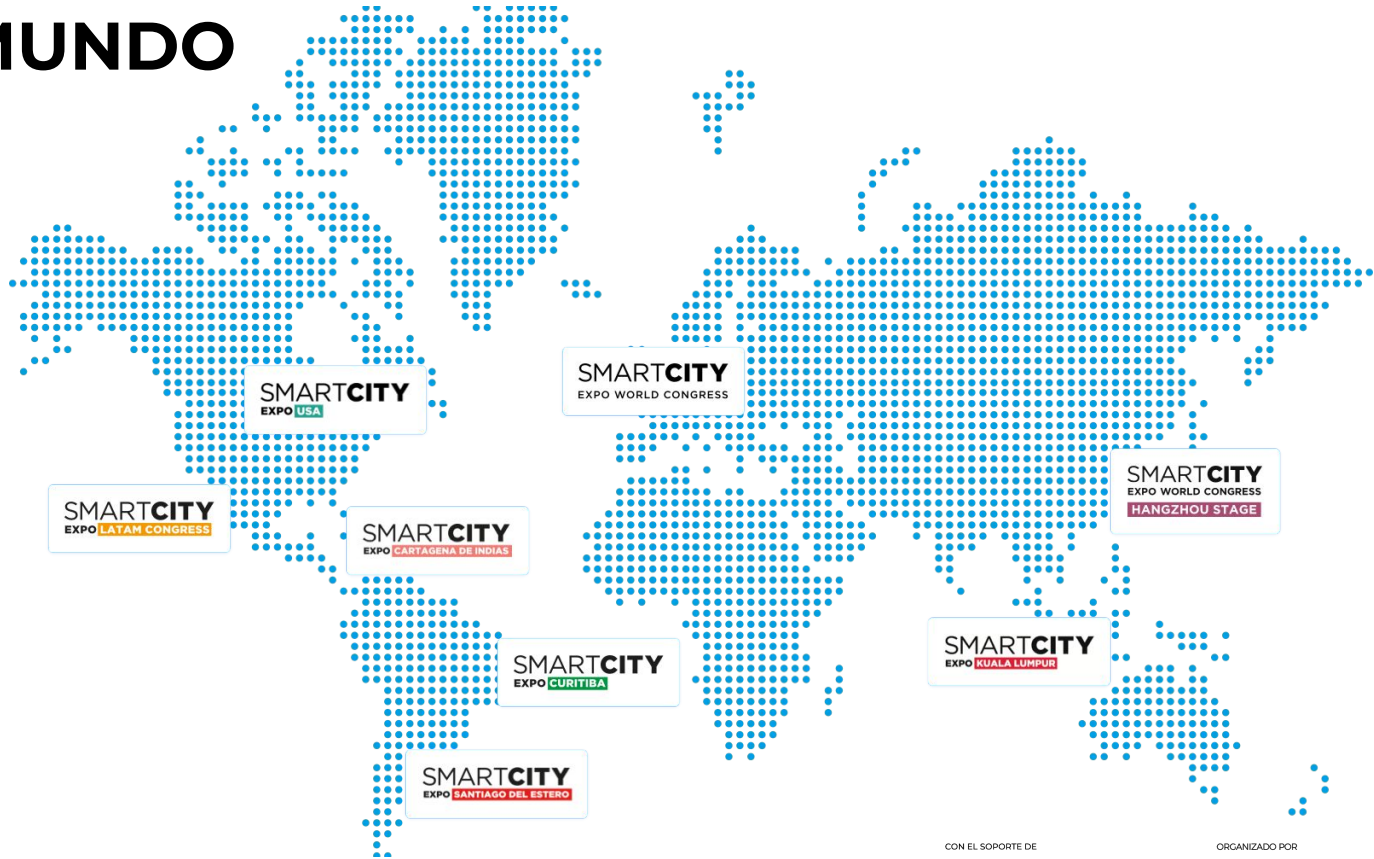 MUNDO
SMARTCITY
EXPO WORLD CONGRESS
SMARTCITY
EXPO USA
SMARTCITY
EXPO WORLD CONGRESS
HANGZHOU STAGE
SMARTCITY
EXPO LATAM CONGRESS
SMARTCITY
EXPO CARTAGENA DE INDIAS
SMARTCITY
EXPO KUALA LUMPUR
SMARTCITY
EXPO CURITIBA
SMARTCITY
EXPO SANTIAGO DEL ESTERO
CON EL SOPORTE DE
ORGANIZADO POR